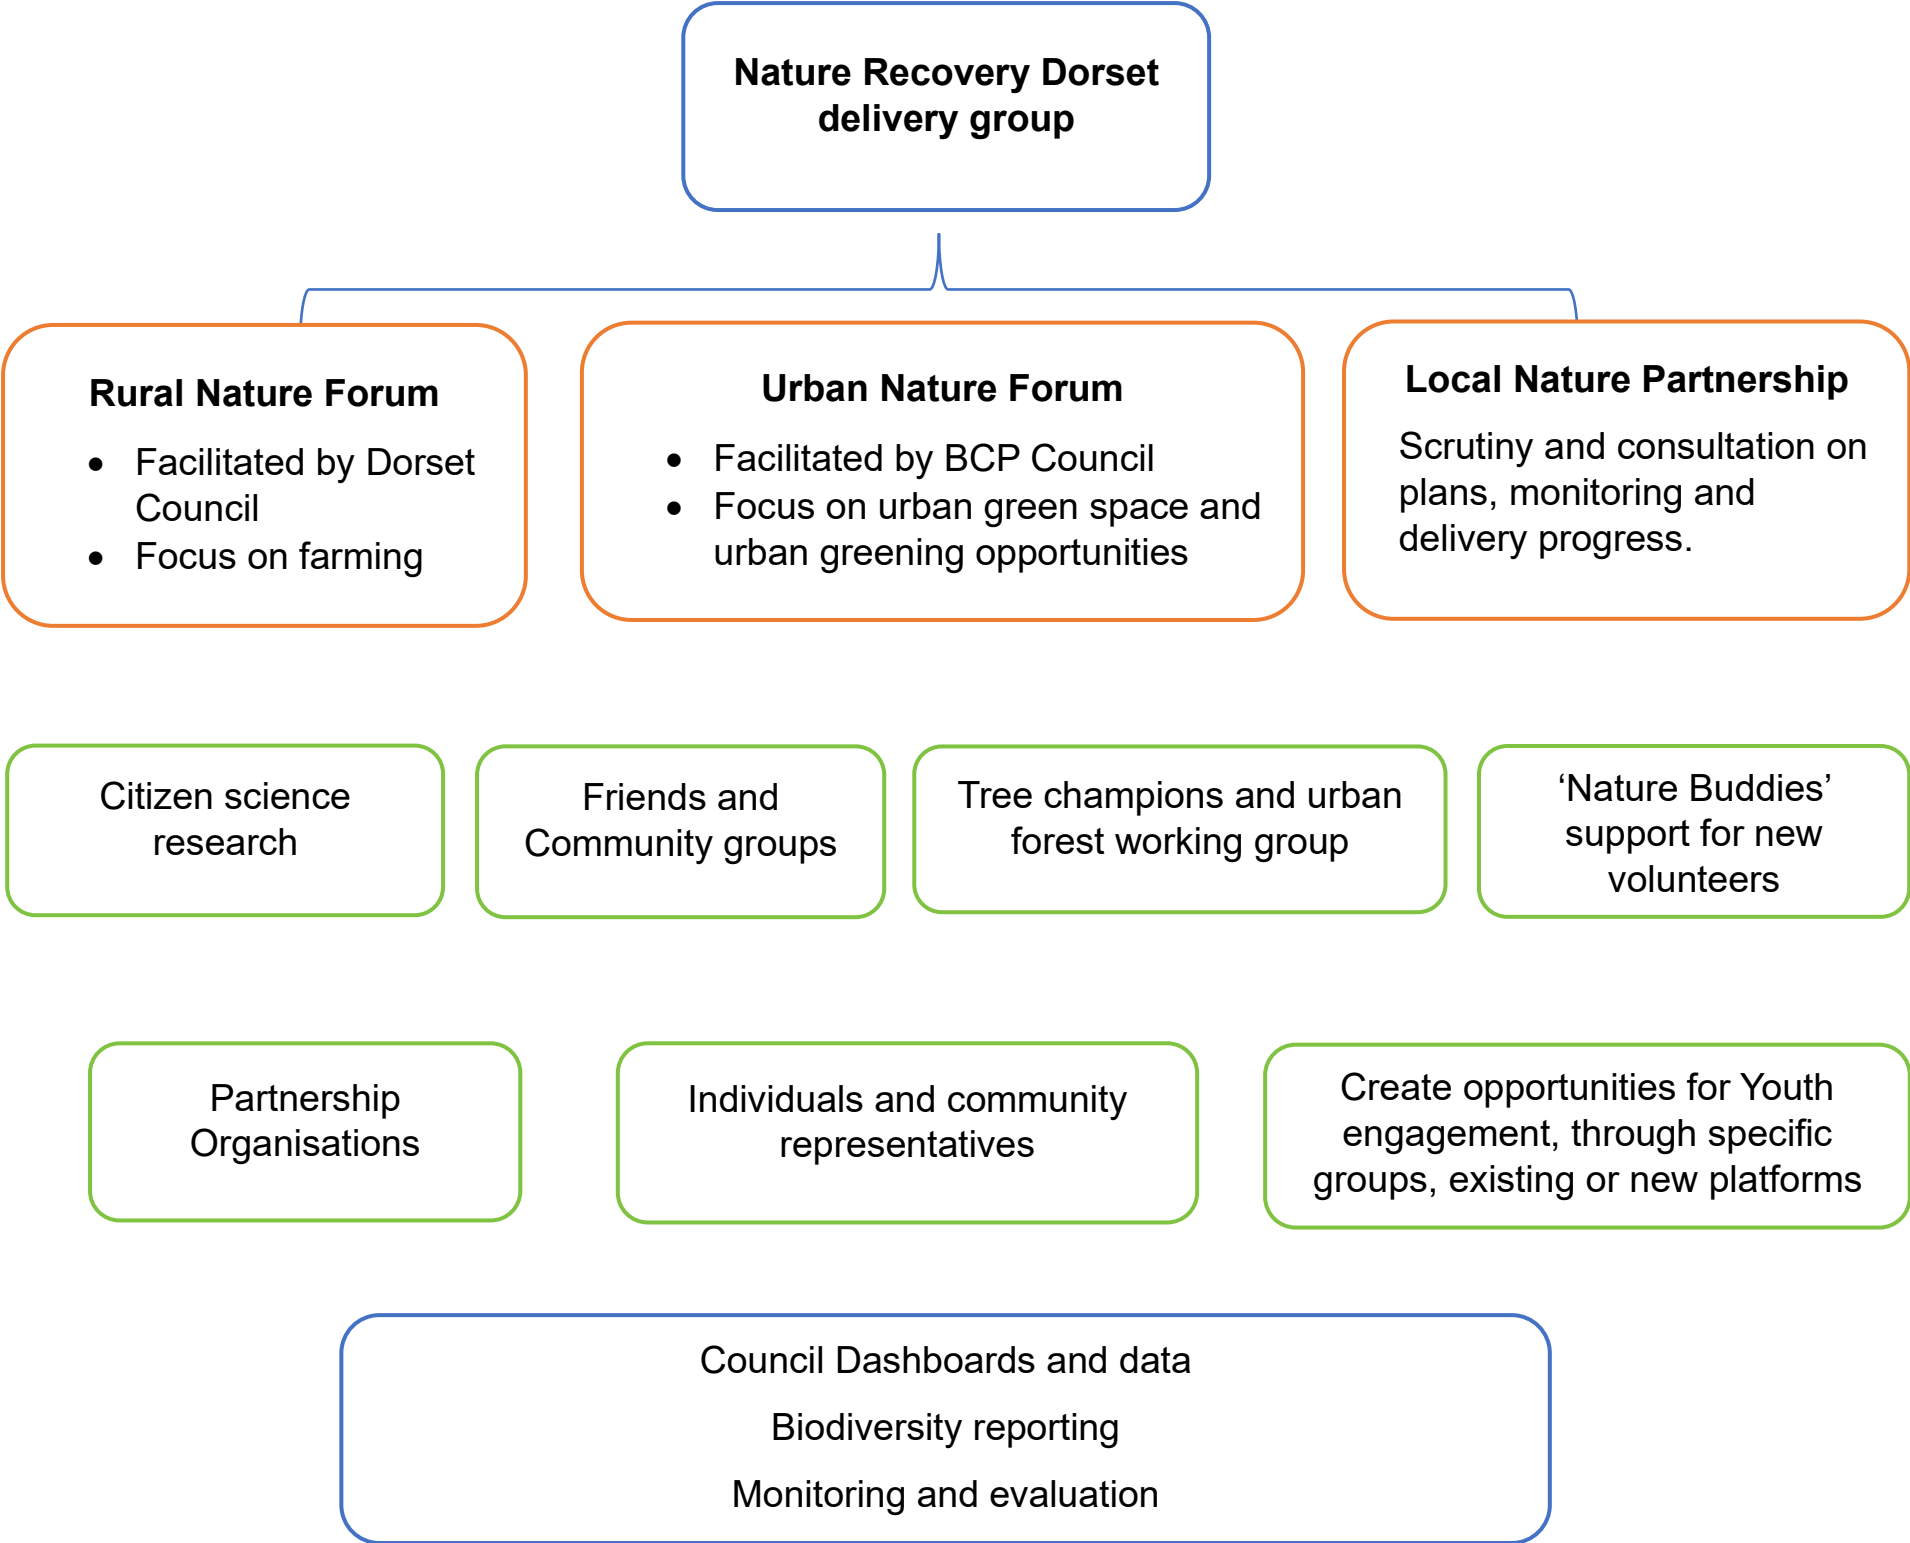 Nature Recovery Dorset
delivery group
Rural Nature Forum
• Facilitated by Dorset
Council
• Focus on farming
Urban Nature Forum
• Facilitated by BCP Council
• Focus on urban green space and
urban greening opportunities
Local Nature Partnership
Scrutiny and consultation on
plans, monitoring and
delivery progress.
Citizen science
research
Friends and
Community groups
Tree champions and urban
forest working group
‘Nature Buddies’
support for new
volunteers
Partnership
Organisations
Individuals and community
representatives
Create opportunities for Youth
engagement, through specific
groups, existing or new platforms
Council Dashboards and data
Biodiversity reporting
Monitoring and evaluation